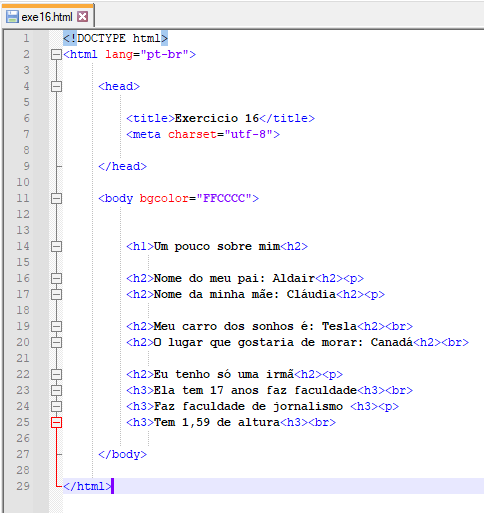 exe16.html
1 <!DOCTYPE html>
2 <html lang="pt-br">
3
4 <head>
5
6 <title>Exercicio 16</title>
7 <meta charset="utf-8">
8
9 </head>
10
11 <body bgcolor="FFCCCC">
12
13
14 <h1>Um pouco sobre mim<h2>
15
16 <h2>Nome do meu pai: Aldair<h2><p>
17 <h2>Nome da minha mãe: Cláudia<h2><p>
18
19 <h2>Meu carro dos sonhos é: Tesla<h2><br>
20 <h2>O lugar que gostaria de morar: Canadá<h2><br>
21
22 <h2>Eu tenho só uma irmã<h2><p>
23 <h3>Ela tem 17 anos faz faculdade<h3><br>
24 <h3>Faz faculdade de jornalismo <h3><p>
25 <h3>Tem 1,59 de altura<h3><br>
26
27 </body>
28
29 </html>